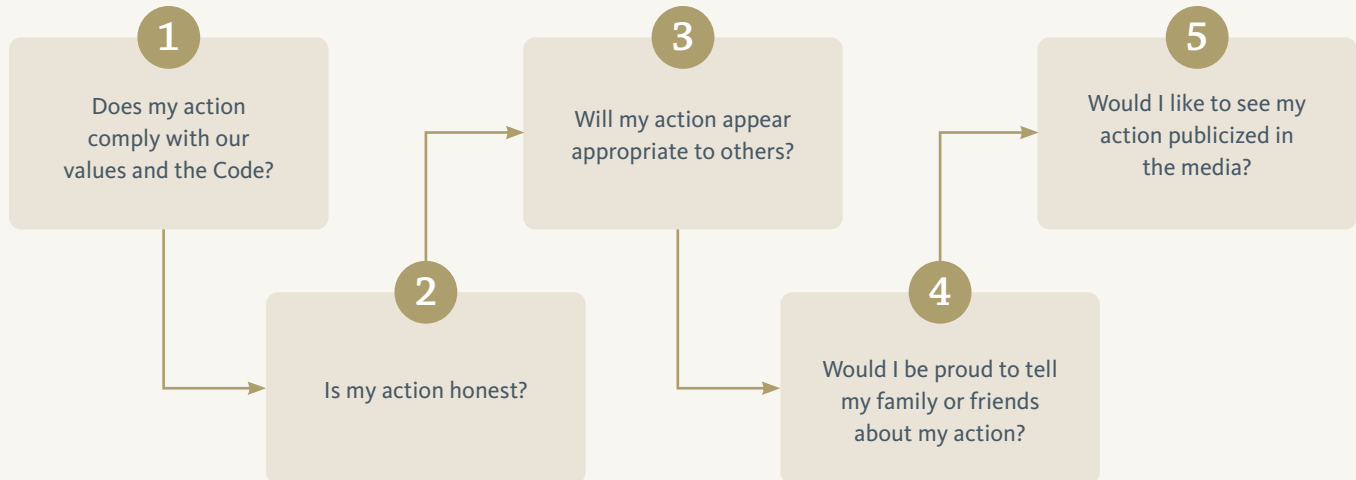 1
Does my action
comply with our
values and the Code?
2
Is my action honest?
3
Will my action appear
appropriate to others?
4
Would I be proud to tell
my family or friends
about my action?
5
Would I like to see my
action publicized in
the media?